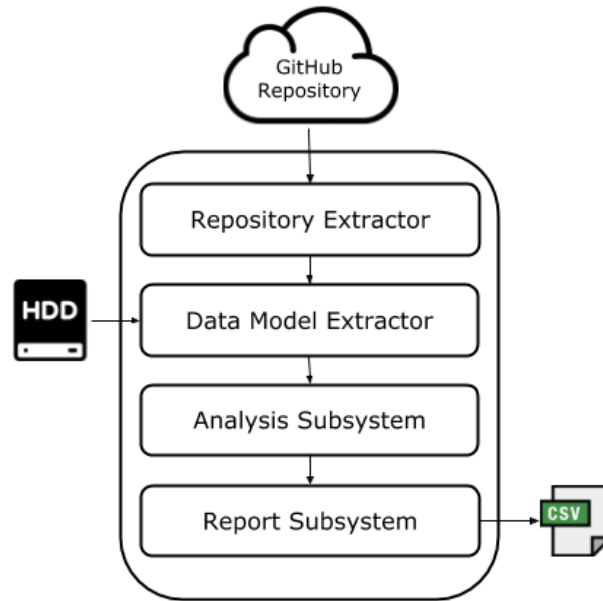 GitHub
Repository
Repository Extractor
HDD
Data Model Extractor
Analysis Subsystem
Report Subsystem
CSV